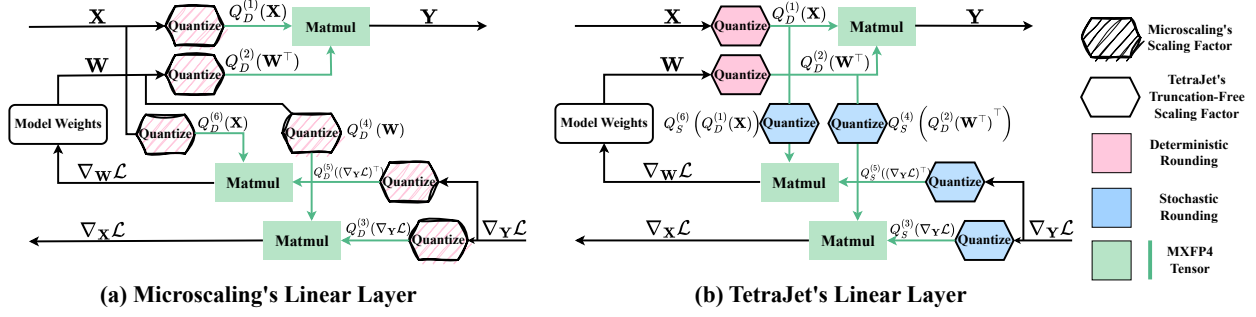 X
Quantize
Q_D^{(1)}(X)
Matmul
Y
W
Quantize
Q_D^{(2)}(W^⊤)
Model Weights
Quantize
Q_D^{(6)}(X)
Quantize
Q_D^{(4)}(W)
∇_W L
Matmul
Q_D^{(5)}((∇_Y L)^⊤)
Quantize
∇_X L
Matmul
Q_D^{(3)}(∇_Y L)
Quantize
∇_Y L
(a) Microscaling's Linear Layer
X
Quantize
Q_D^{(1)}(X)
Matmul
Y
W
Quantize
Q_D^{(2)}(W^⊤)
Model Weights
Q_S^{(6)}(Q_D^{(1)}(X))
Quantize
Quantize
Q_S^{(4)}(Q_D^{(2)}(W^⊤)^⊤)
∇_W L
Matmul
Q_S^{(5)}((∇_Y L)^⊤)
Quantize
∇_X L
Matmul
Q_S^{(3)}(∇_Y L)
Quantize
∇_Y L
(b) TetraJet's Linear Layer
Microscaling's
Scaling Factor
TetraJet's
Truncation-Free
Scaling Factor
Deterministic
Rounding
Stochastic
Rounding
MXFP4
Tensor